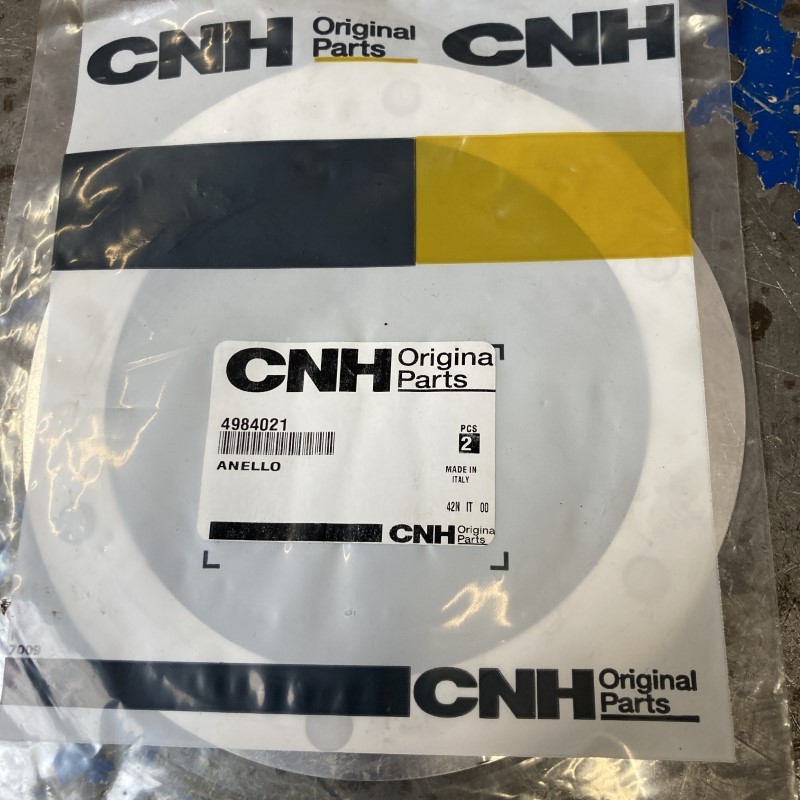 CNH Original Parts CNH
CNH Origina Parts
4984021
PCS
2
ANELLO
MADE IN
ITALY
42N IT 00
CNH Origina Parts
7009
CNH Original Parts